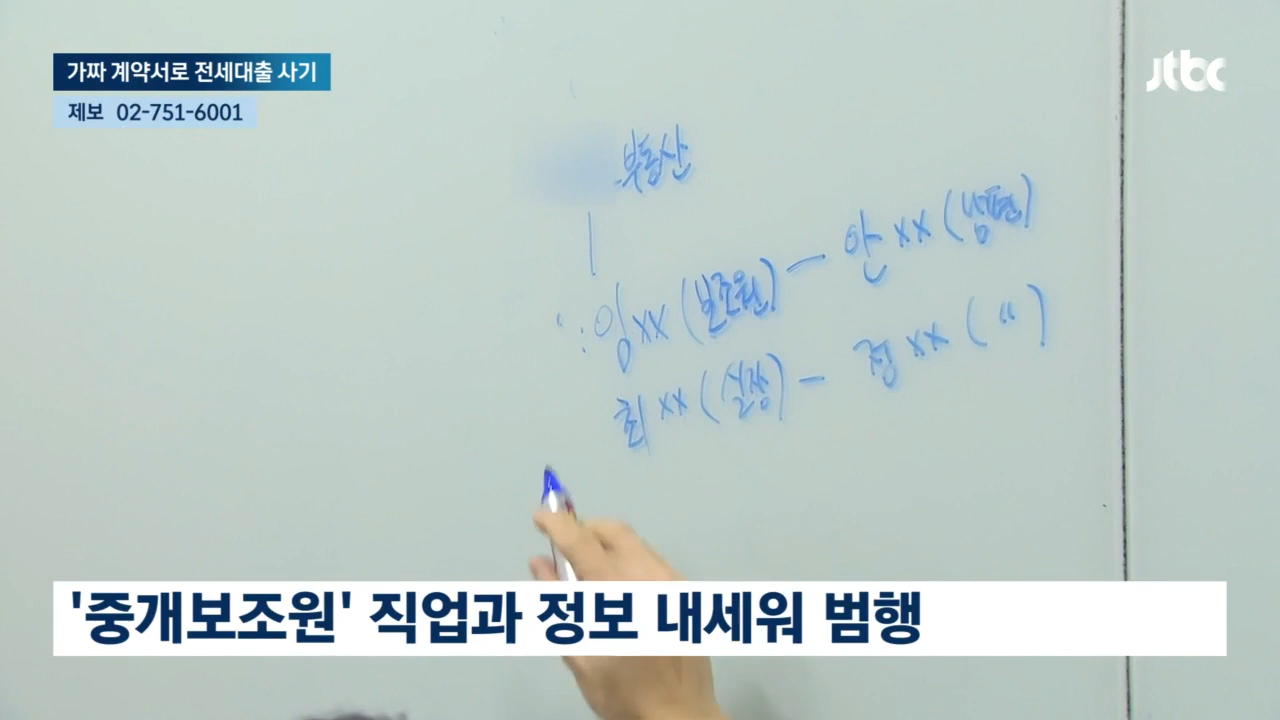 가짜 계약서로 전세대출 사기
jtbc
제보 02-751-6001
부동산
임xx (보조원) - 안xx (남편)
최xx (실장) - 정xx (〃 )
'중개보조원' 직업과 정보 내세워 범행